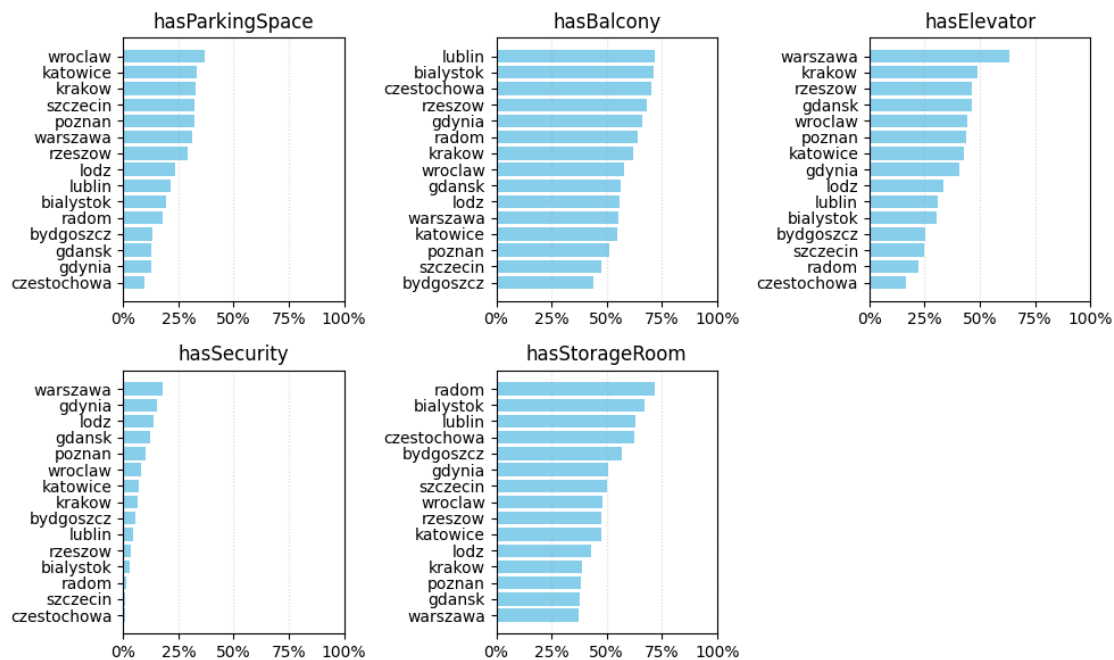 hasParkingSpace
wroclaw
katowice
krakow
szczecin
poznan
warszawa
rzeszow
lodz
lublin
bialystok
radom
bydgoszcz
gdansk
gdynia
czestochowa
0% 25% 50% 75% 100%
hasBalcony
lublin
bialystok
czestochowa
rzeszow
gdynia
radom
krakow
wroclaw
gdansk
lodz
warszawa
katowice
poznan
szczecin
bydgoszcz
0% 25% 50% 75% 100%
hasElevator
warszawa
krakow
rzeszow
gdansk
wroclaw
poznan
katowice
gdynia
lodz
lublin
bialystok
bydgoszcz
szczecin
radom
czestochowa
0% 25% 50% 75% 100%
hasSecurity
warszawa
gdynia
lodz
gdansk
poznan
wroclaw
katowice
krakow
bydgoszcz
lublin
rzeszow
bialystok
radom
szczecin
czestochowa
0% 25% 50% 75% 100%
hasStorageRoom
radom
bialystok
lublin
czestochowa
bydgoszcz
gdynia
szczecin
wroclaw
rzeszow
katowice
lodz
krakow
poznan
gdansk
warszawa
0% 25% 50% 75% 100%